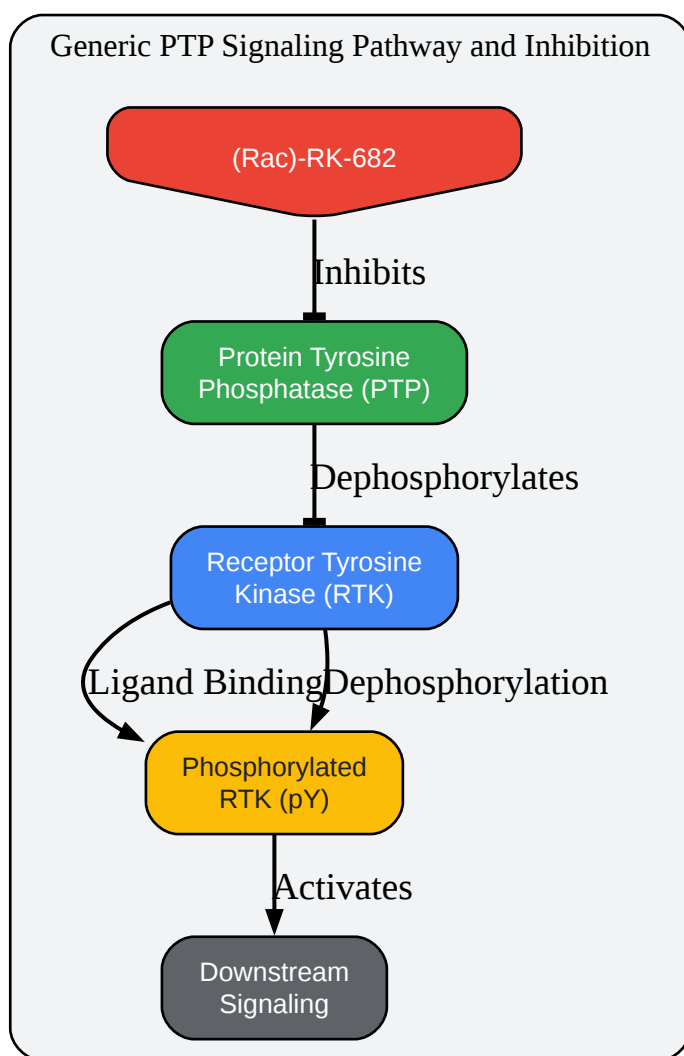 Generic PTP Signaling Pathway and Inhibition
(Rac)-RK-682
Inhibits
Protein Tyrosine
Phosphatase (PTP)
Dephosphorylates
Receptor Tyrosine
Kinase (RTK)
Ligand Binding
Dephosphorylation
Phosphorylated
RTK (pY)
Activates
Downstream
Signaling